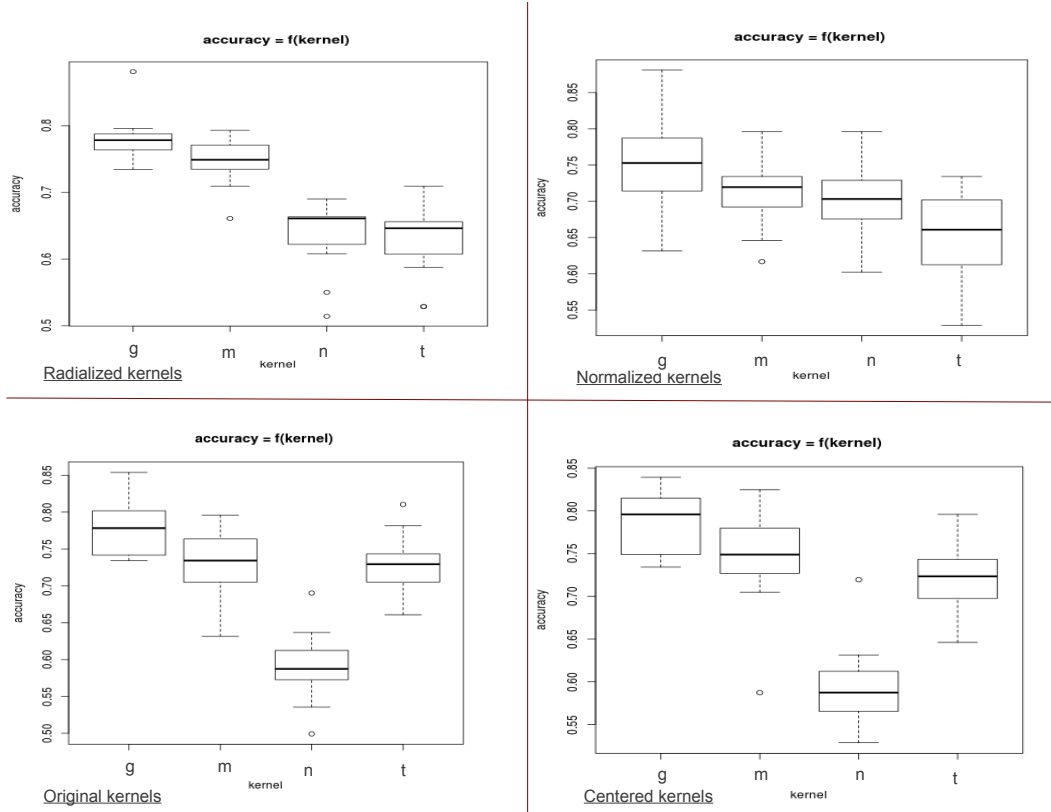 accuracy = f(kernel)
accuracy
0.8
0.7
0.6
0.5
g m n t
kernel
Radialized kernels
accuracy = f(kernel)
accuracy
0.85
0.80
0.75
0.70
0.65
0.60
0.55
g m n t
kernel
Normalized kernels
accuracy = f(kernel)
accuracy
0.85
0.80
0.75
0.70
0.65
0.60
0.55
0.50
g m n t
kernel
Original kernels
accuracy = f(kernel)
accuracy
0.85
0.80
0.75
0.70
0.65
0.60
0.55
g m n t
kernel
Centered kernels